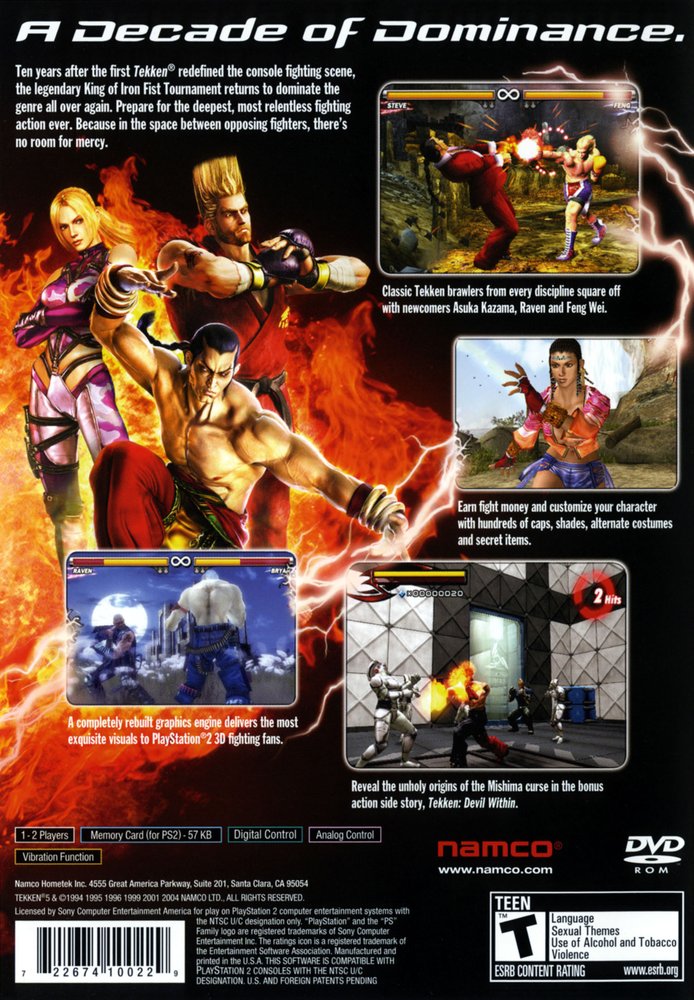 A Decade of Dominance.
Ten years after the first Tekken® redefined the console fighting scene,
the legendary King of Iron Fist Tournament returns to dominate the
genre all over again. Prepare for the deepest, most relentless fighting
action ever. Because in the space between opposing fighters, there's
no room for mercy.
STEVE
FENG
Classic Tekken brawlers from every discipline square off
with newcomers Asuka Kazama, Raven and Feng Wei.
Earn fight money and customize your character
with hundreds of caps, shades, alternate costumes
and secret items.
RAVEN
BRYAN
A completely rebuilt graphics engine delivers the most
exquisite visuals to PlayStation®2 3D fighting fans.
x00000020
2 Hits
Reveal the unholy origins of the Mishima curse in the bonus
action side story, Tekken: Devil Within.
1 - 2 Players
Memory Card (for PS2) - 57 KB
Digital Control
Analog Control
Vibration Function
namco®
www.namco.com
DVD
ROM
Namco Hometek Inc. 4555 Great America Parkway, Suite 201, Santa Clara, CA 95054
TEKKEN®5 & ©1994 1995 1996 1999 2001 2004 NAMCO LTD., ALL RIGHTS RESERVED.
Licensed by Sony Computer Entertainment America for play on PlayStation 2 computer entertainment systems with
the NTSC U/C designation only. "PlayStation" and the "PS"
Family logo are registered trademarks of Sony Computer
Entertainment Inc. The ratings icon is a registered trademark of
the Entertainment Software Association. Manufactured and
printed in the U.S.A. THIS SOFTWARE IS COMPATIBLE WITH
PLAYSTATION 2 CONSOLES WITH THE NTSC U/C
DESIGNATION. U.S. AND FOREIGN PATENTS PENDING
7 22674 10022 9
TEEN
T
Language
Sexual Themes
Use of Alcohol and Tobacco
Violence
ESRB CONTENT RATING www.esrb.org